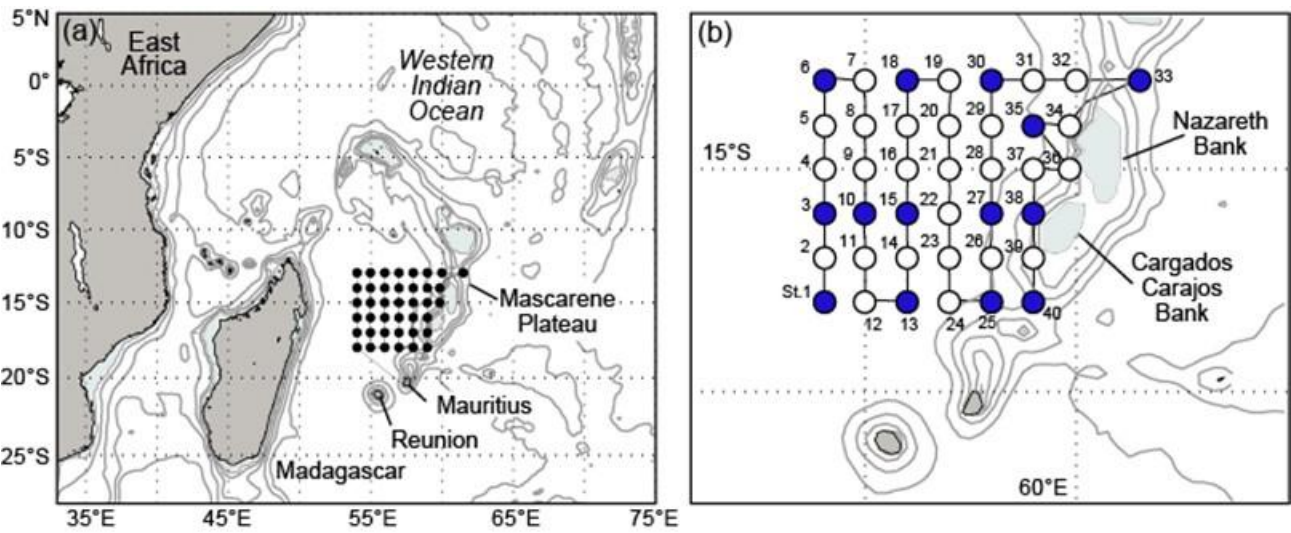 (a)
East
Africa
Western
Indian
Ocean
Mascarene
Plateau
Mauritius
Reunion
Madagascar
5°N
0°
5°S
10°S
15°S
20°S
25°S
35°E
45°E
55°E
65°E
75°E
(b)
6 7 18 19 30 31 32 33
5 8 17 20 29 35 34
4 9 16 21 28 37 36
3 10 15 22 27 38
2 11 14 23 26 39
St.1 12 13 24 25 40
15°S
Nazareth
Bank
Cargados
Carajos
Bank
60°E